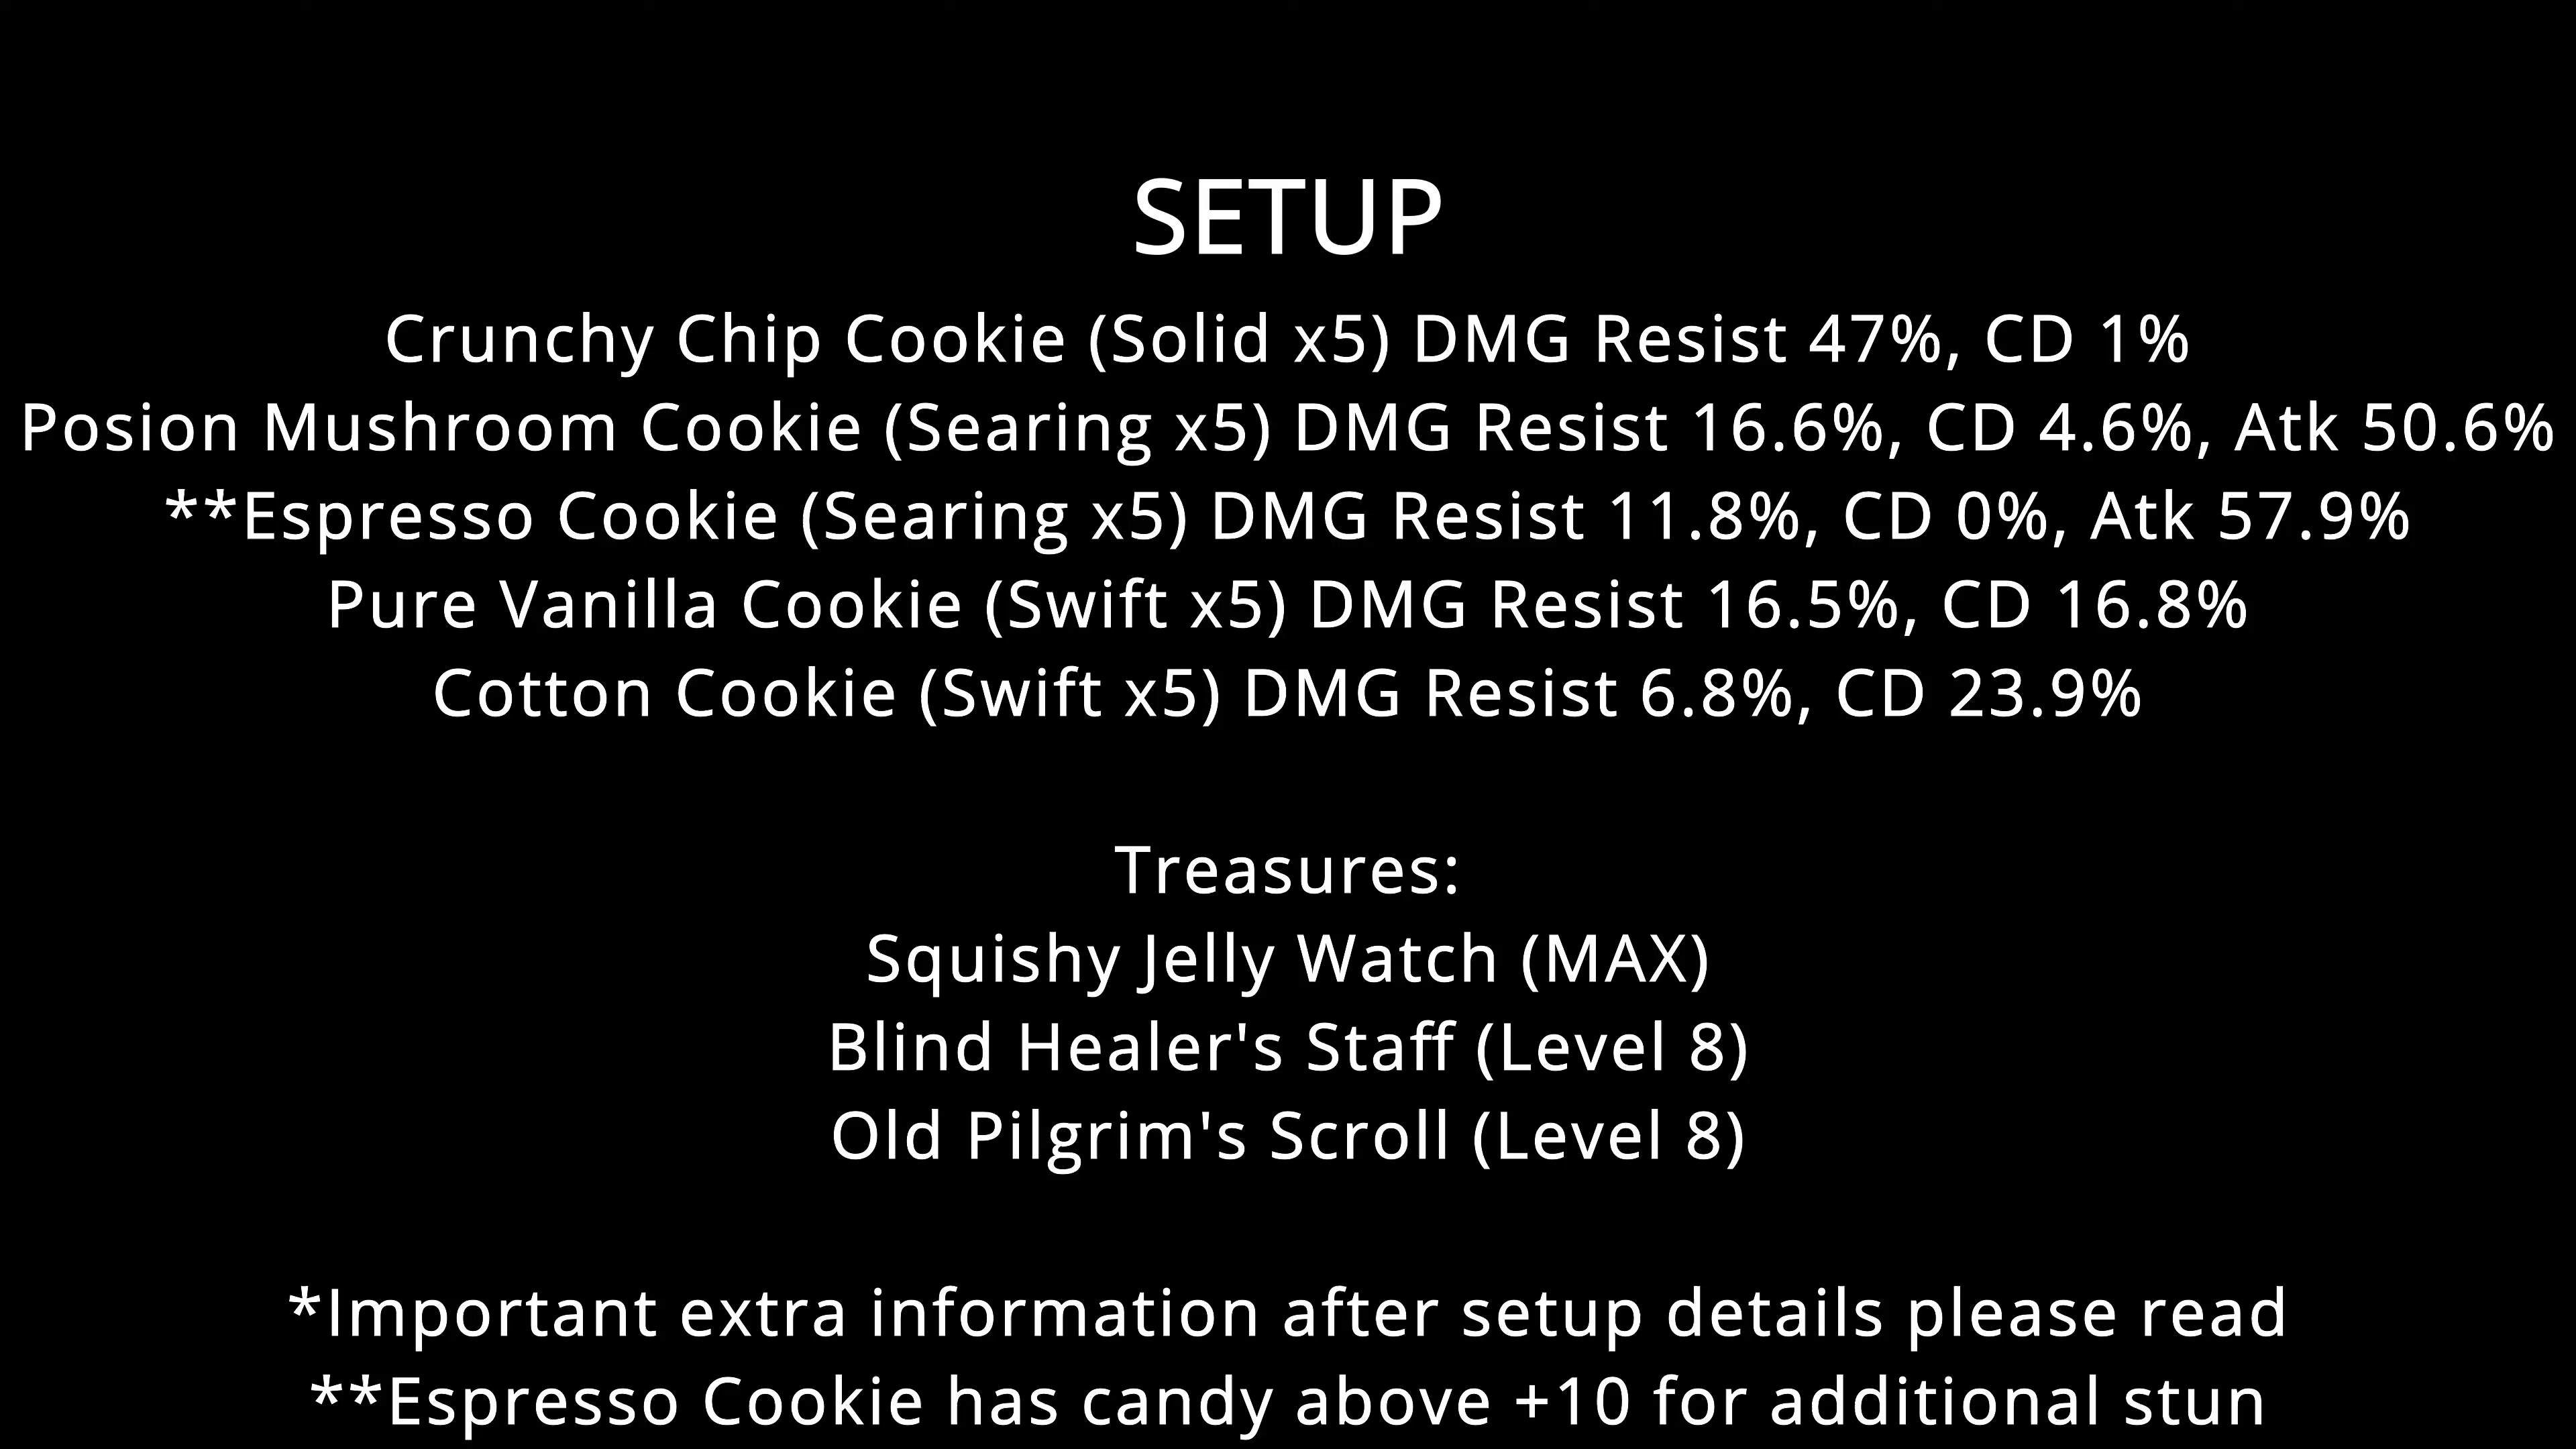 SETUP
Crunchy Chip Cookie (Solid x5) DMG Resist 47%, CD 1%
Posion Mushroom Cookie (Searing x5) DMG Resist 16.6%, CD 4.6%, Atk 50.6%
**Espresso Cookie (Searing x5) DMG Resist 11.8%, CD 0%, Atk 57.9%
Pure Vanilla Cookie (Swift x5) DMG Resist 16.5%, CD 16.8%
Cotton Cookie (Swift x5) DMG Resist 6.8%, CD 23.9%
Treasures:
Squishy Jelly Watch (MAX)
Blind Healer's Staff (Level 8)
Old Pilgrim's Scroll (Level 8)
*Important extra information after setup details please read
**Espresso Cookie has candy above +10 for additional stun